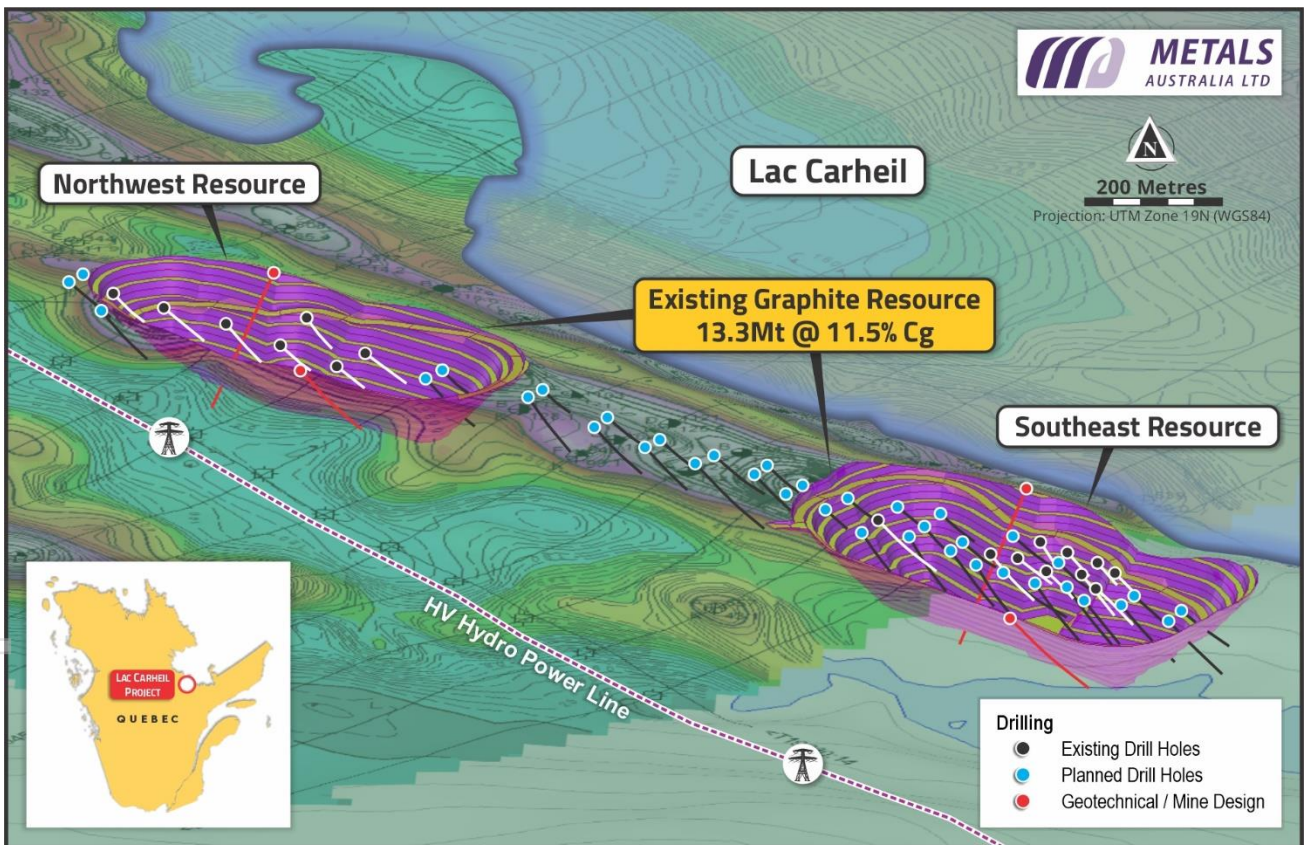 METALS
AUSTRALIA LTD
Northwest Resource
Lac Carheil
N
200 Metres
Projection: UTM Zone 19N (WGS84)
Existing Graphite Resource
13.3Mt @ 11.5% Cg
Southeast Resource
HV Hydro Power Line
LAC CARHEIL
PROJECT
QUEBEC
Drilling
Existing Drill Holes
Planned Drill Holes
Geotechnical / Mine Design